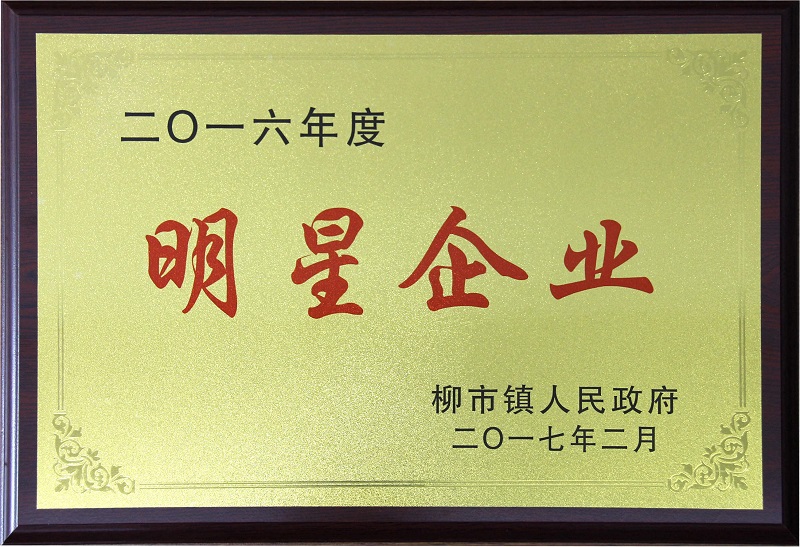 二〇一六年度
明星企业
柳市镇人民政府
二〇一七年二月